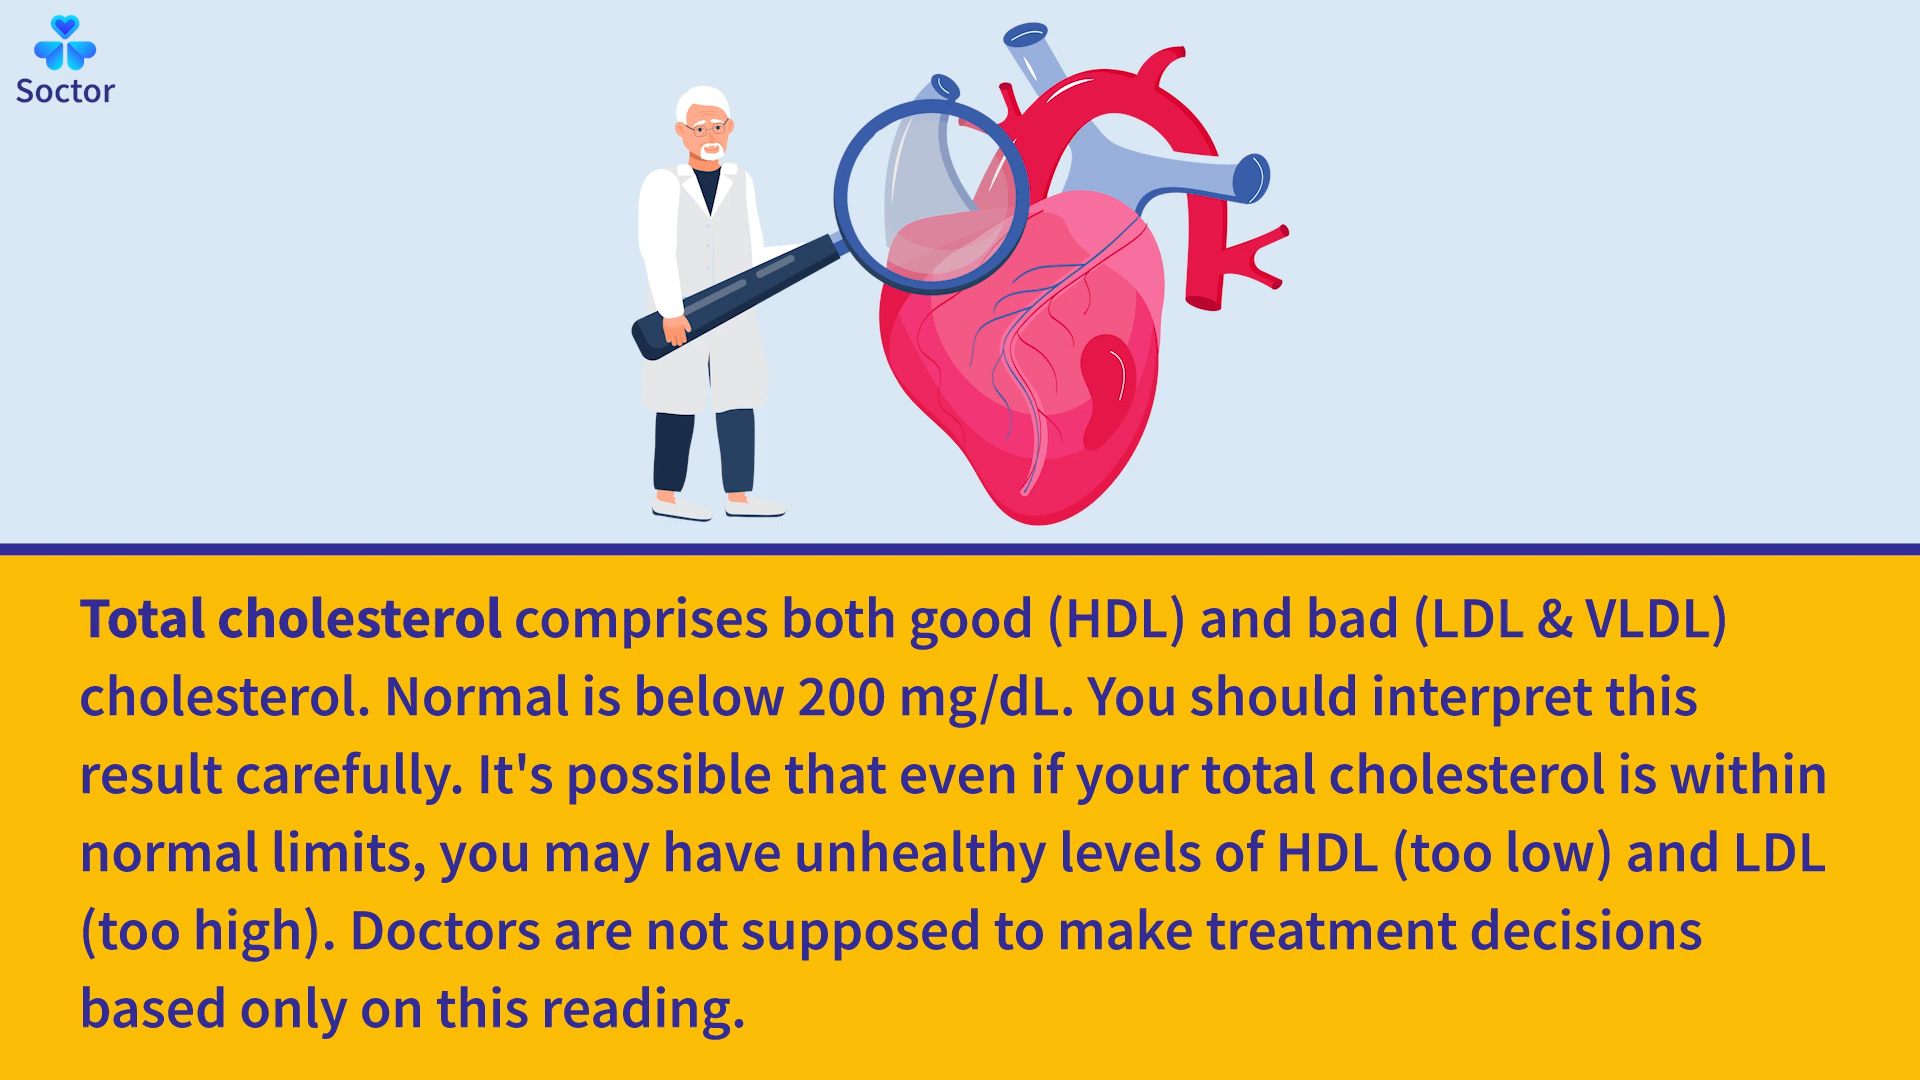 Soctor
Total cholesterol comprises both good (HDL) and bad (LDL & VLDL)
cholesterol. Normal is below 200 mg/dL. You should interpret this
result carefully. It's possible that even if your total cholesterol is within
normal limits, you may have unhealthy levels of HDL (too low) and LDL
(too high). Doctors are not supposed to make treatment decisions
based only on this reading.